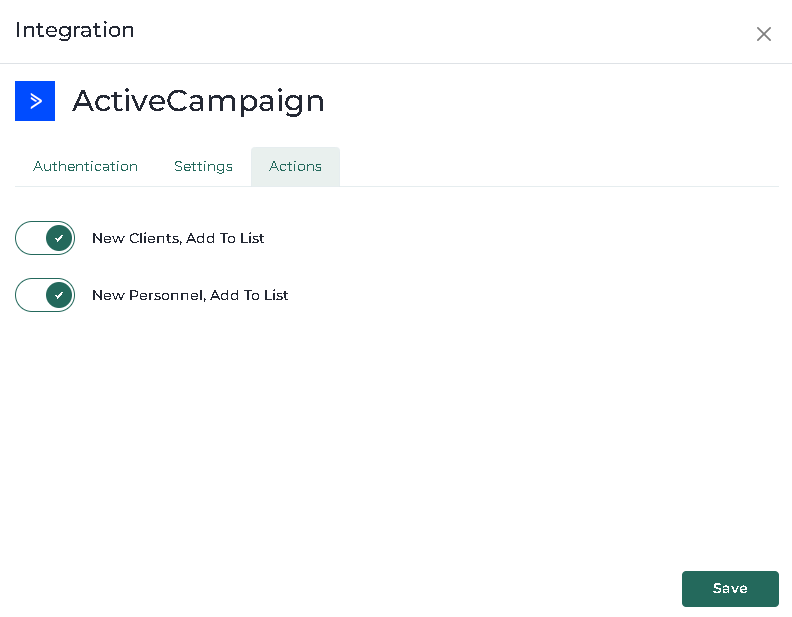 Integration
ActiveCampaign
Authentication Settings Actions
New Clients, Add To List
New Personnel, Add To List
Save